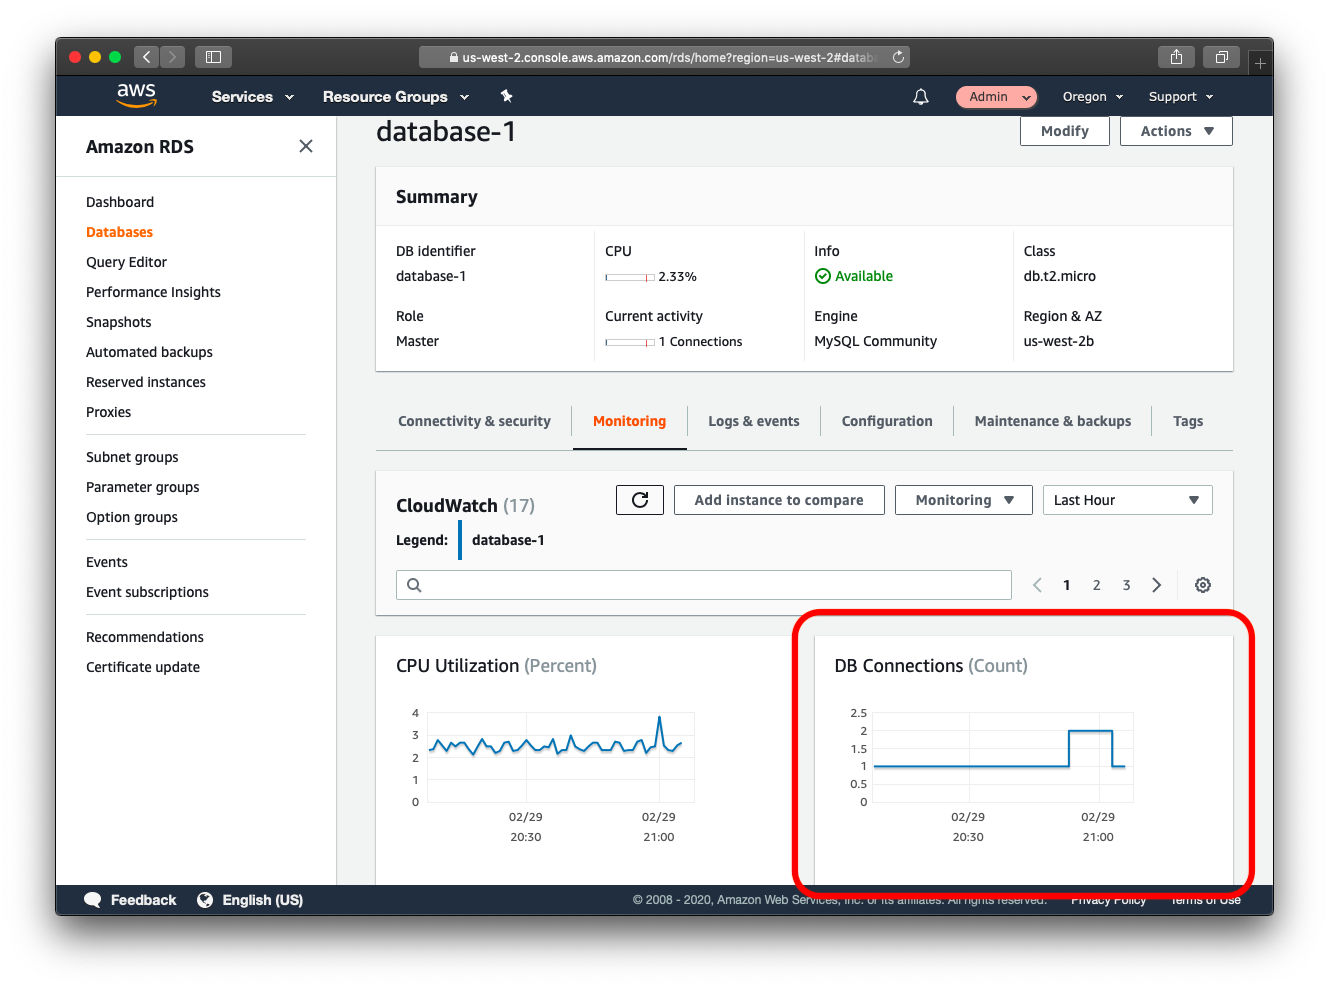 us-west-2.console.aws.amazon.com/rds/home?region=us-west-2#datab
aws Services Resource Groups Admin Oregon Support
Amazon RDS
Dashboard
Databases
Query Editor
Performance Insights
Snapshots
Automated backups
Reserved instances
Proxies
Subnet groups
Parameter groups
Option groups
Events
Event subscriptions
Recommendations
Certificate update
database-1 Modify Actions
Summary
DB identifier CPU Info Class
database-1 2.33% Available db.t2.micro
Role Current activity Engine Region & AZ
Master 1 Connections MySQL Community us-west-2b
Connectivity & security Monitoring Logs & events Configuration Maintenance & backups Tags
CloudWatch (17) Add instance to compare Monitoring Last Hour
Legend: database-1
1 2 3
CPU Utilization (Percent)
4
3
2
1
0
02/29 02/29
20:30 21:00
DB Connections (Count)
2.5
2
1.5
1
0.5
0
02/29 02/29
20:30 21:00
Feedback English (US) © 2008 - 2020, Amazon Web Services, Inc. or its affiliates. All rights reserved. Privacy Policy Terms of Use